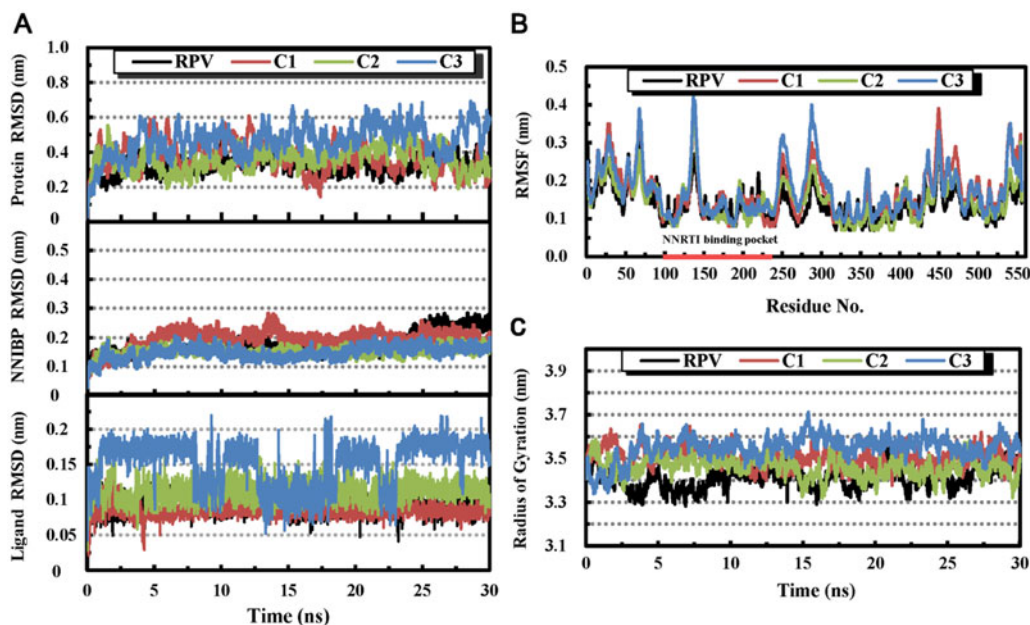 A
RPV C1 C2 C3
Protein RMSD (nm)
1.0
0.8
0.6
0.4
0.2
0
NNIBP RMSD (nm)
0.5
0.4
0.3
0.2
0.1
0
Ligand RMSD (nm)
0.2
0.15
0.1
0.05
0
0 5 10 15 20 25 30
Time (ns)
B
RPV C1 C2 C3
RMSF (nm)
0.5
0.4
0.3
0.2
0.1
0.0
NNRTI binding pocket
0 50 100 150 200 250 300 350 400 450 500 550
Residue No.
C
RPV C1 C2 C3
Radius of Gyration (nm)
3.9
3.7
3.5
3.3
3.1
0 5 10 15 20 25 30
Time (ns)